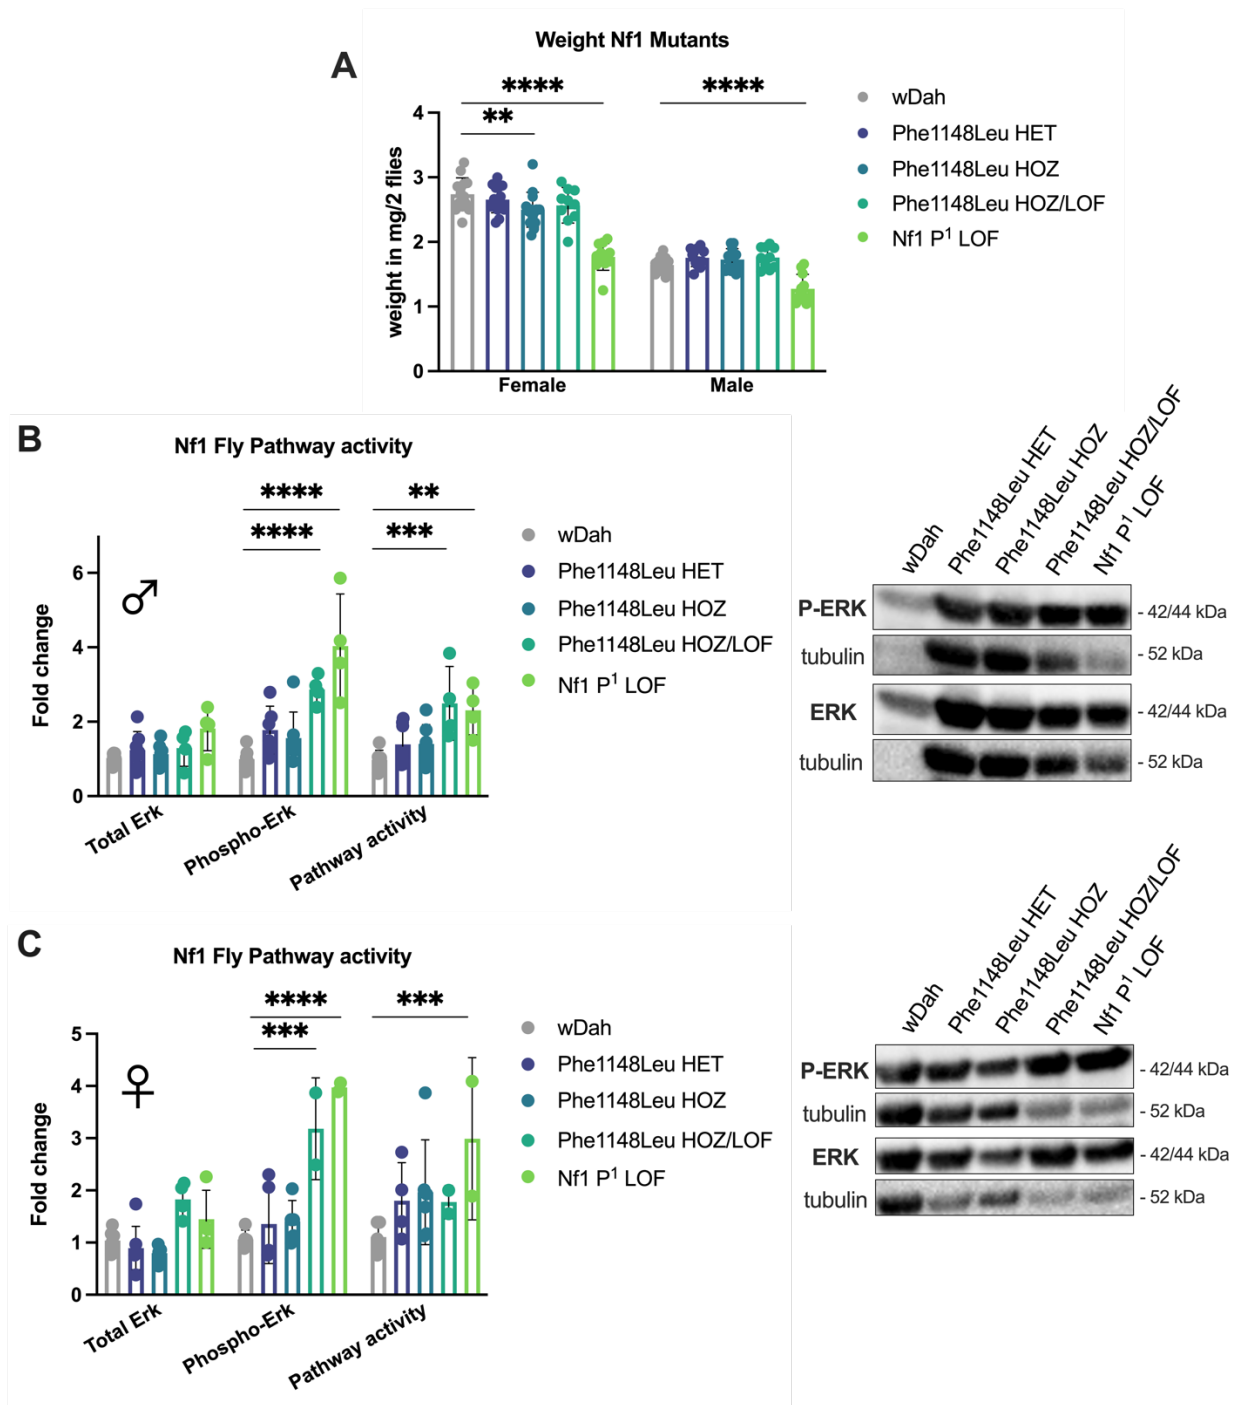 Weight Nf1 Mutants
A
****
****
**
weight in mg/2 flies
4
3
2
1
0
Female
Male
wDah
Phe1148Leu HET
Phe1148Leu HOZ
Phe1148Leu HOZ/LOF
Nf1 P1 LOF
B
Nf1 Fly Pathway activity
****
**
****
***
♂
Fold change
6
4
2
0
Total Erk
Phospho-Erk
Pathway activity
wDah
Phe1148Leu HET
Phe1148Leu HOZ
Phe1148Leu HOZ/LOF
Nf1 P1 LOF
wDah
Phe1148Leu HET
Phe1148Leu HOZ
Phe1148Leu HOZ/LOF
Nf1 P1 LOF
P-ERK - 42/44 kDa
tubulin - 52 kDa
ERK - 42/44 kDa
tubulin - 52 kDa
C
Nf1 Fly Pathway activity
****
***
***
♀
Fold change
5
4
3
2
1
0
Total Erk
Phospho-Erk
Pathway activity
wDah
Phe1148Leu HET
Phe1148Leu HOZ
Phe1148Leu HOZ/LOF
Nf1 P1 LOF
wDah
Phe1148Leu HET
Phe1148Leu HOZ
Phe1148Leu HOZ/LOF
Nf1 P1 LOF
P-ERK - 42/44 kDa
tubulin - 52 kDa
ERK - 42/44 kDa
tubulin - 52 kDa